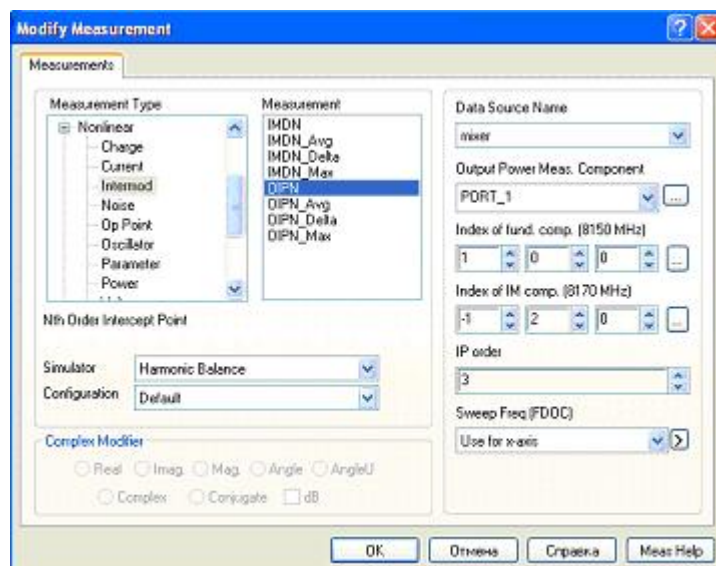 Modify Measurement
Measurements
Measurement Type
Nonlinear
Charge
Current
Intermod
Noise
Op Point
Oscillator
Parameter
Power
Measurement
IMDN
IMDN_Avg
IMDN_Delta
IMDN_Max
OIPN
OIPN_Avg
OIPN_Delta
OIPN_Max
Nth Order Intercept Point
Simulator Harmonic Balance
Configuration Default
Complex Modifier
Real Imag. Mag. Angle AngleU
Complex Conjugate dB
Data Source Name
mixer
Output Power Meas. Component
PORT_1 ...
Index of fund. comp. (8150 MHz)
1 0 0 ...
Index of IM comp. (8170 MHz)
-1 2 0 ...
IP order
3
Sweep Freq (FDOC)
Use for x-axis >
OK Отмена Справка Meas Help